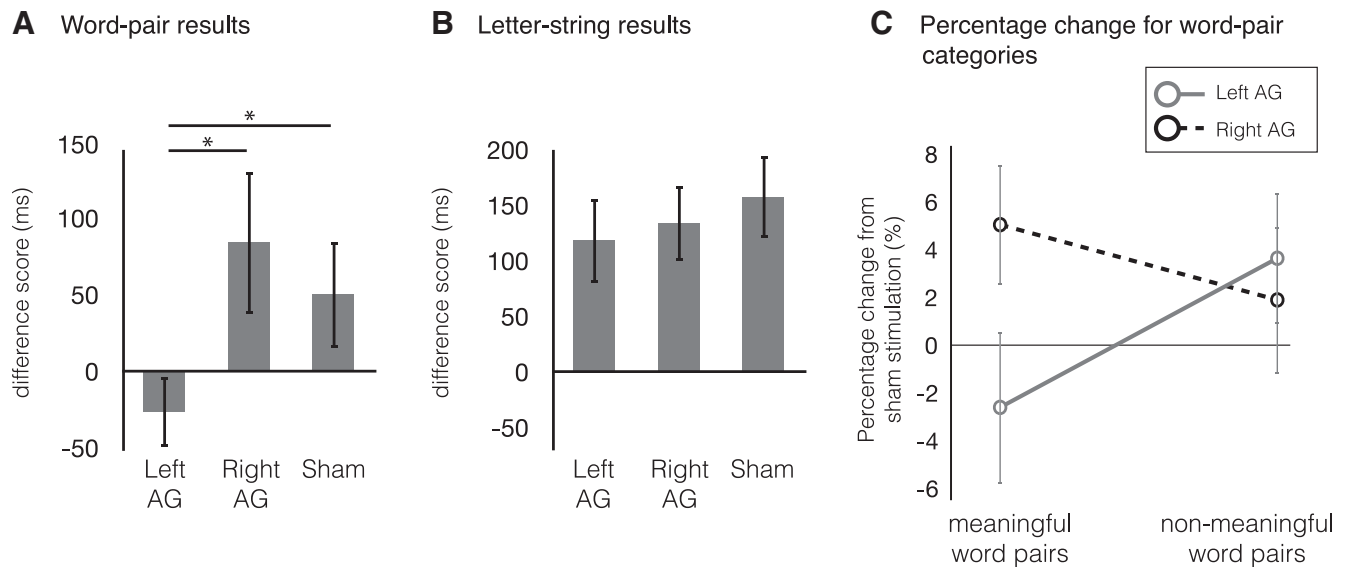 A Word-pair results
150
100
50
0
-50
difference score (ms)
*
*
Left
AG
Right
AG
Sham
B Letter-string results
200
150
100
50
0
-50
difference score (ms)
Left
AG
Right
AG
Sham
C Percentage change for word-pair
categories
Left AG
Right AG
8
6
4
2
0
-2
-4
-6
Percentage change from
sham stimulation (%)
meaningful
word pairs
non-meaningful
word pairs